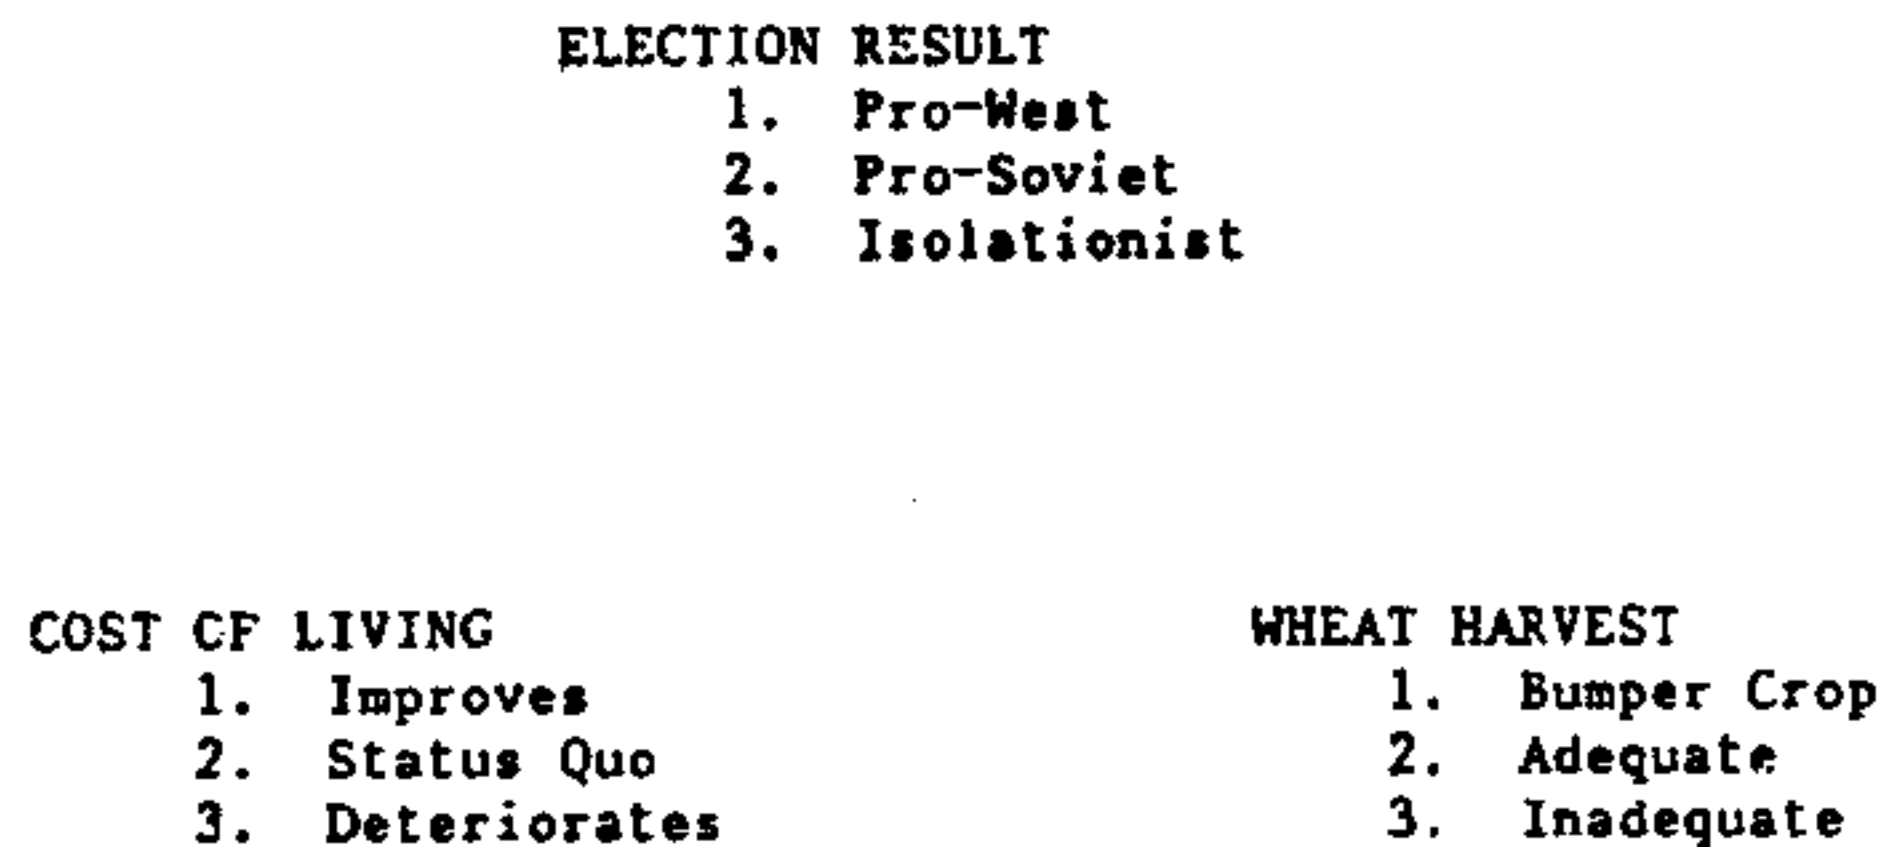 ELECTION RESULT
1. Pro-West
2. Pro-Soviet
3. Isolationist
COST CF LIVING
1. Improves
2. Status Quo
3. Deteriorates
WHEAT HARVEST
1. Bumper Crop
2. Adequate
3. Inadequate